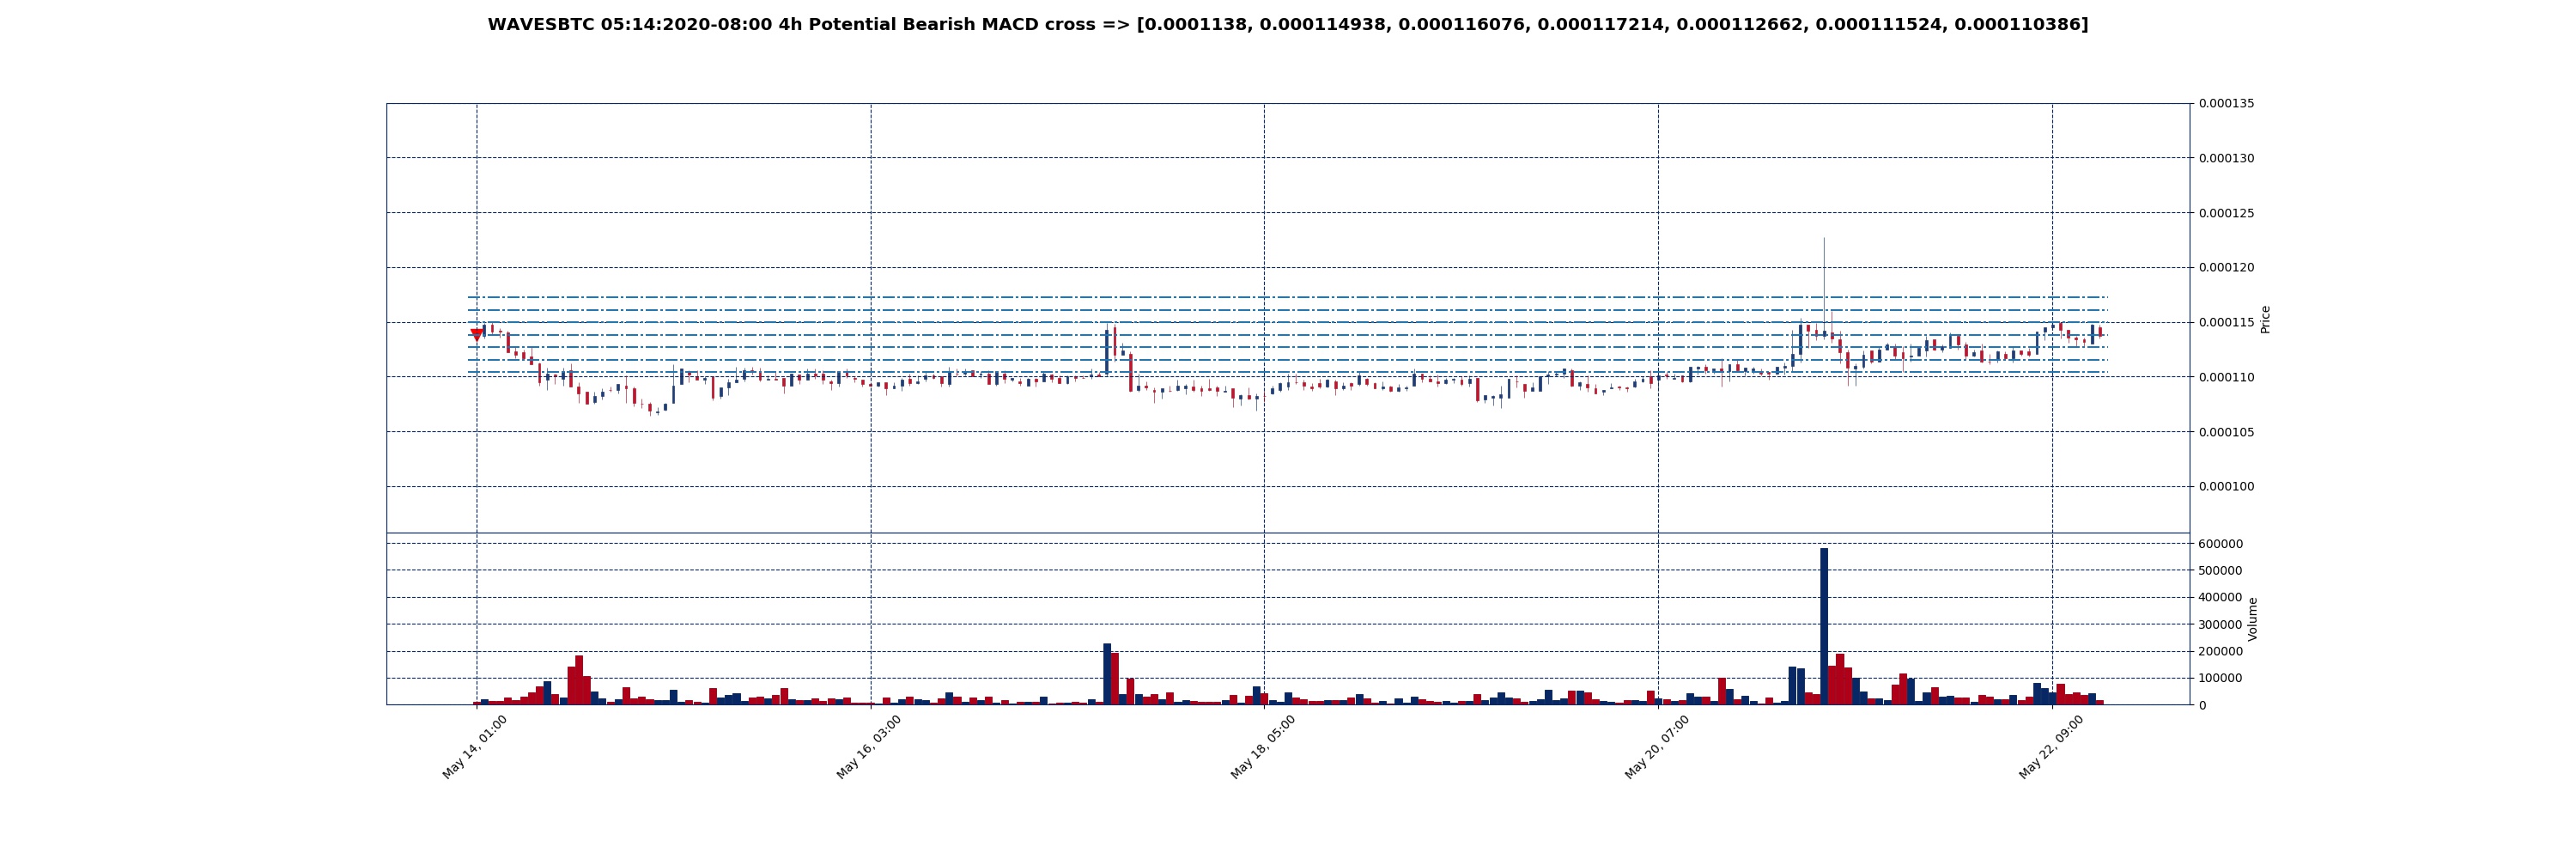 WAVESBTC 05:14:2020-08:00 4h Potential Bearish MACD cross => [0.0001138, 0.000114938, 0.000116076, 0.000117214, 0.000112662, 0.000111524, 0.000110386]
0.000135
0.000130
0.000125
0.000120
0.000115
0.000110
0.000105
0.000100
Price
600000
500000
400000
300000
200000
100000
0
Volume
May 14, 01:00
May 16, 03:00
May 18, 05:00
May 20, 07:00
May 22, 09:00